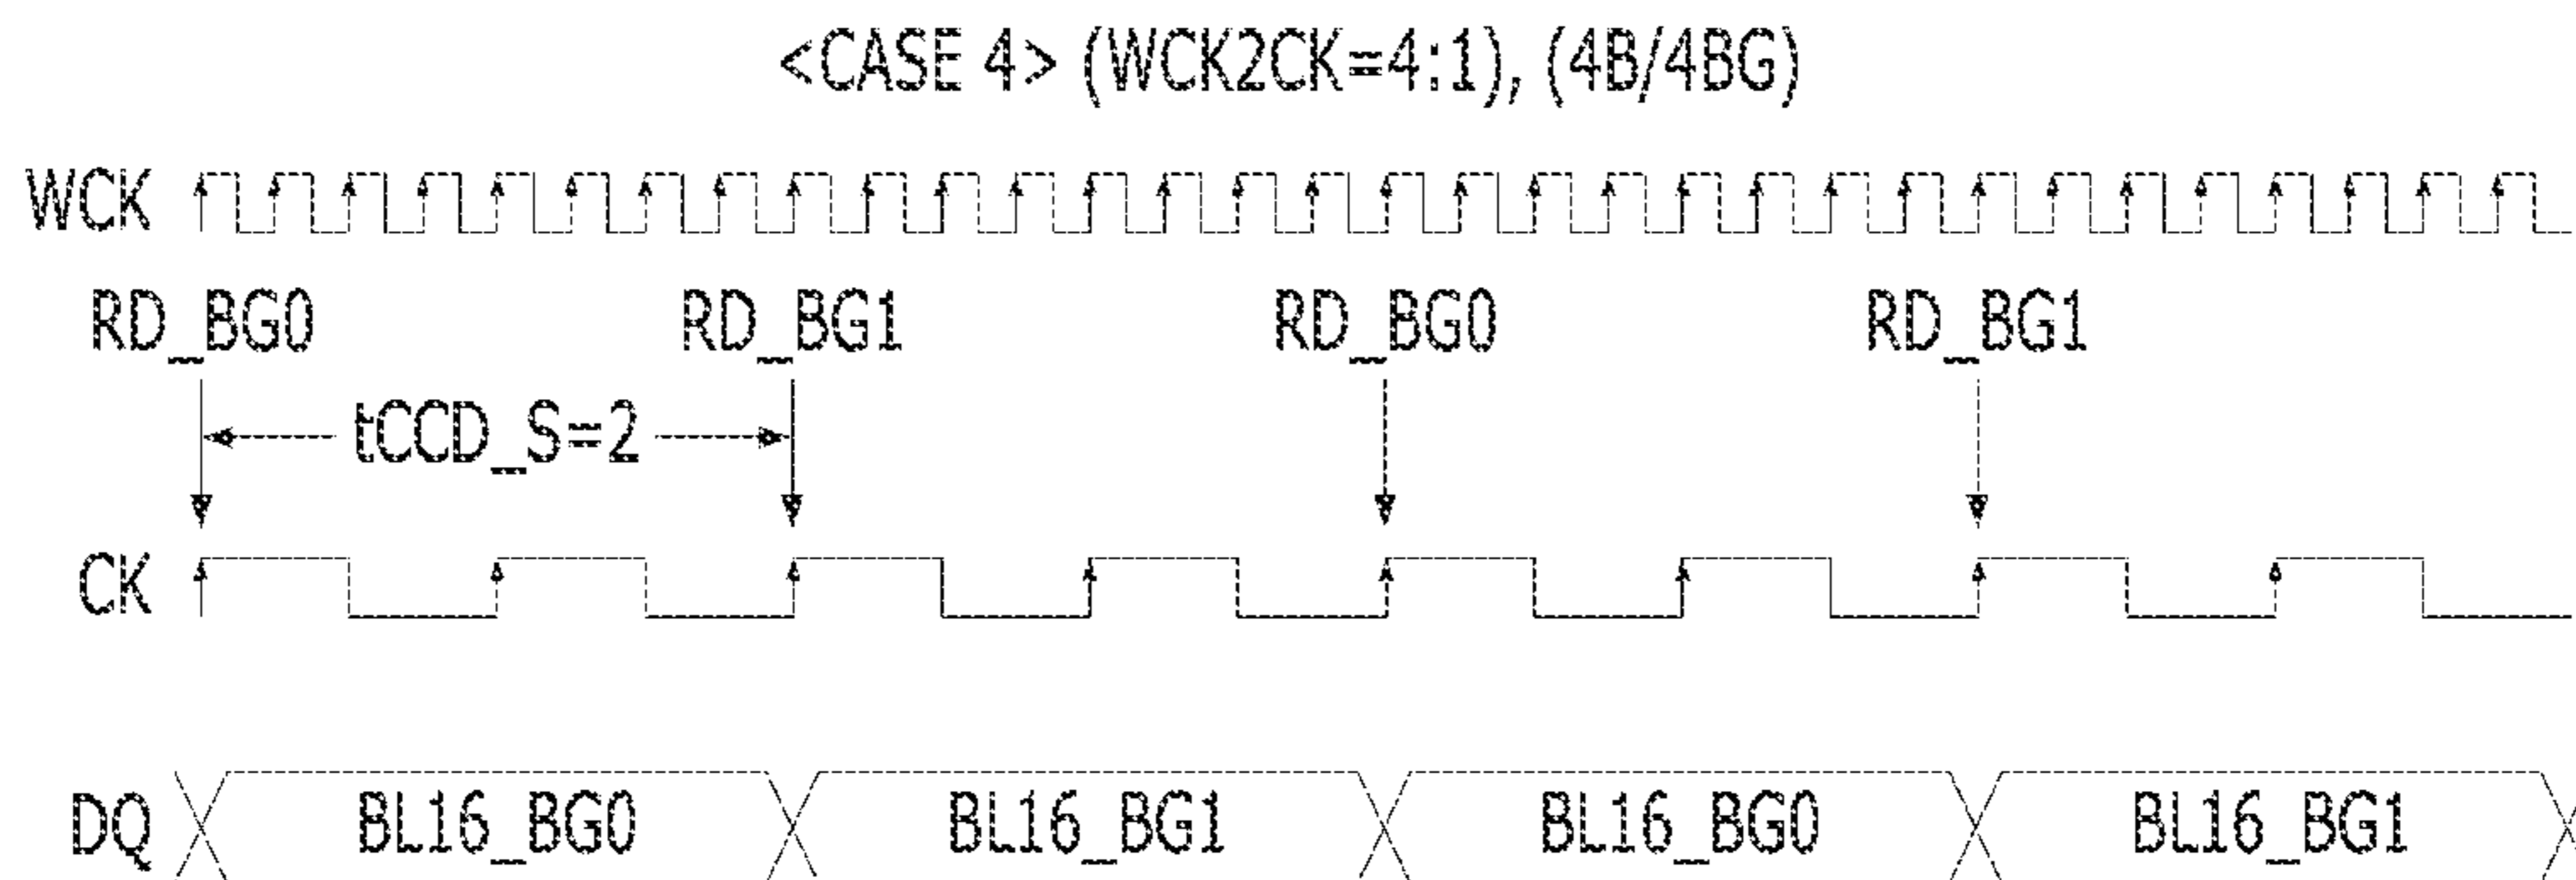 <CASE 4> (WCK2CK=4:1), (4B/4BG)
WCK
RD_BG0 RD_BG1 RD_BG0 RD_BG1
tCCD_S=2
CK
DQ BL16_BG0 BL16_BG1 BL16_BG0 BL16_BG1